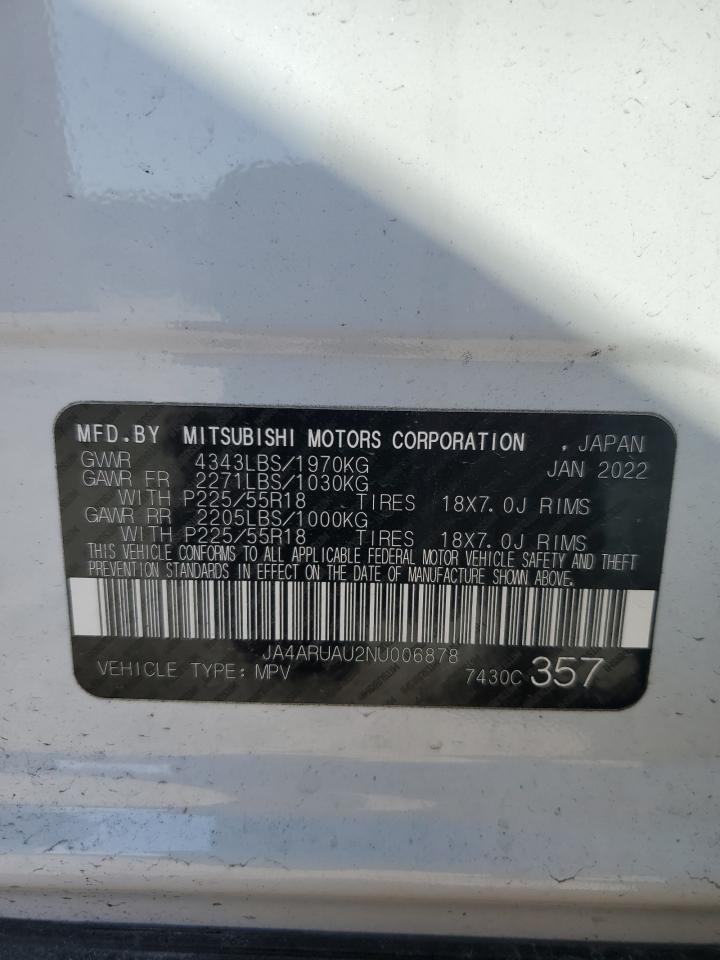 MFD.BY MITSUBISHI MOTORS CORPORATION , JAPAN
GVWR 4343LBS/1970KG JAN 2022
GAWR FR 2271LBS/1030KG
WITH P225/55R18 TIRES 18X7.0J RIMS
GAWR RR 2205LBS/1000KG
WITH P225/55R18 TIRES 18X7.0J RIMS
THIS VEHICLE CONFORMS TO ALL APPLICABLE FEDERAL MOTOR VEHICLE SAFETY AND THEFT
PREVENTION STANDARDS IN EFFECT ON THE DATE OF MANUFACTURE SHOWN ABOVE.
JA4ARUAU2NU006878
VEHICLE TYPE: MPV 7430C 357